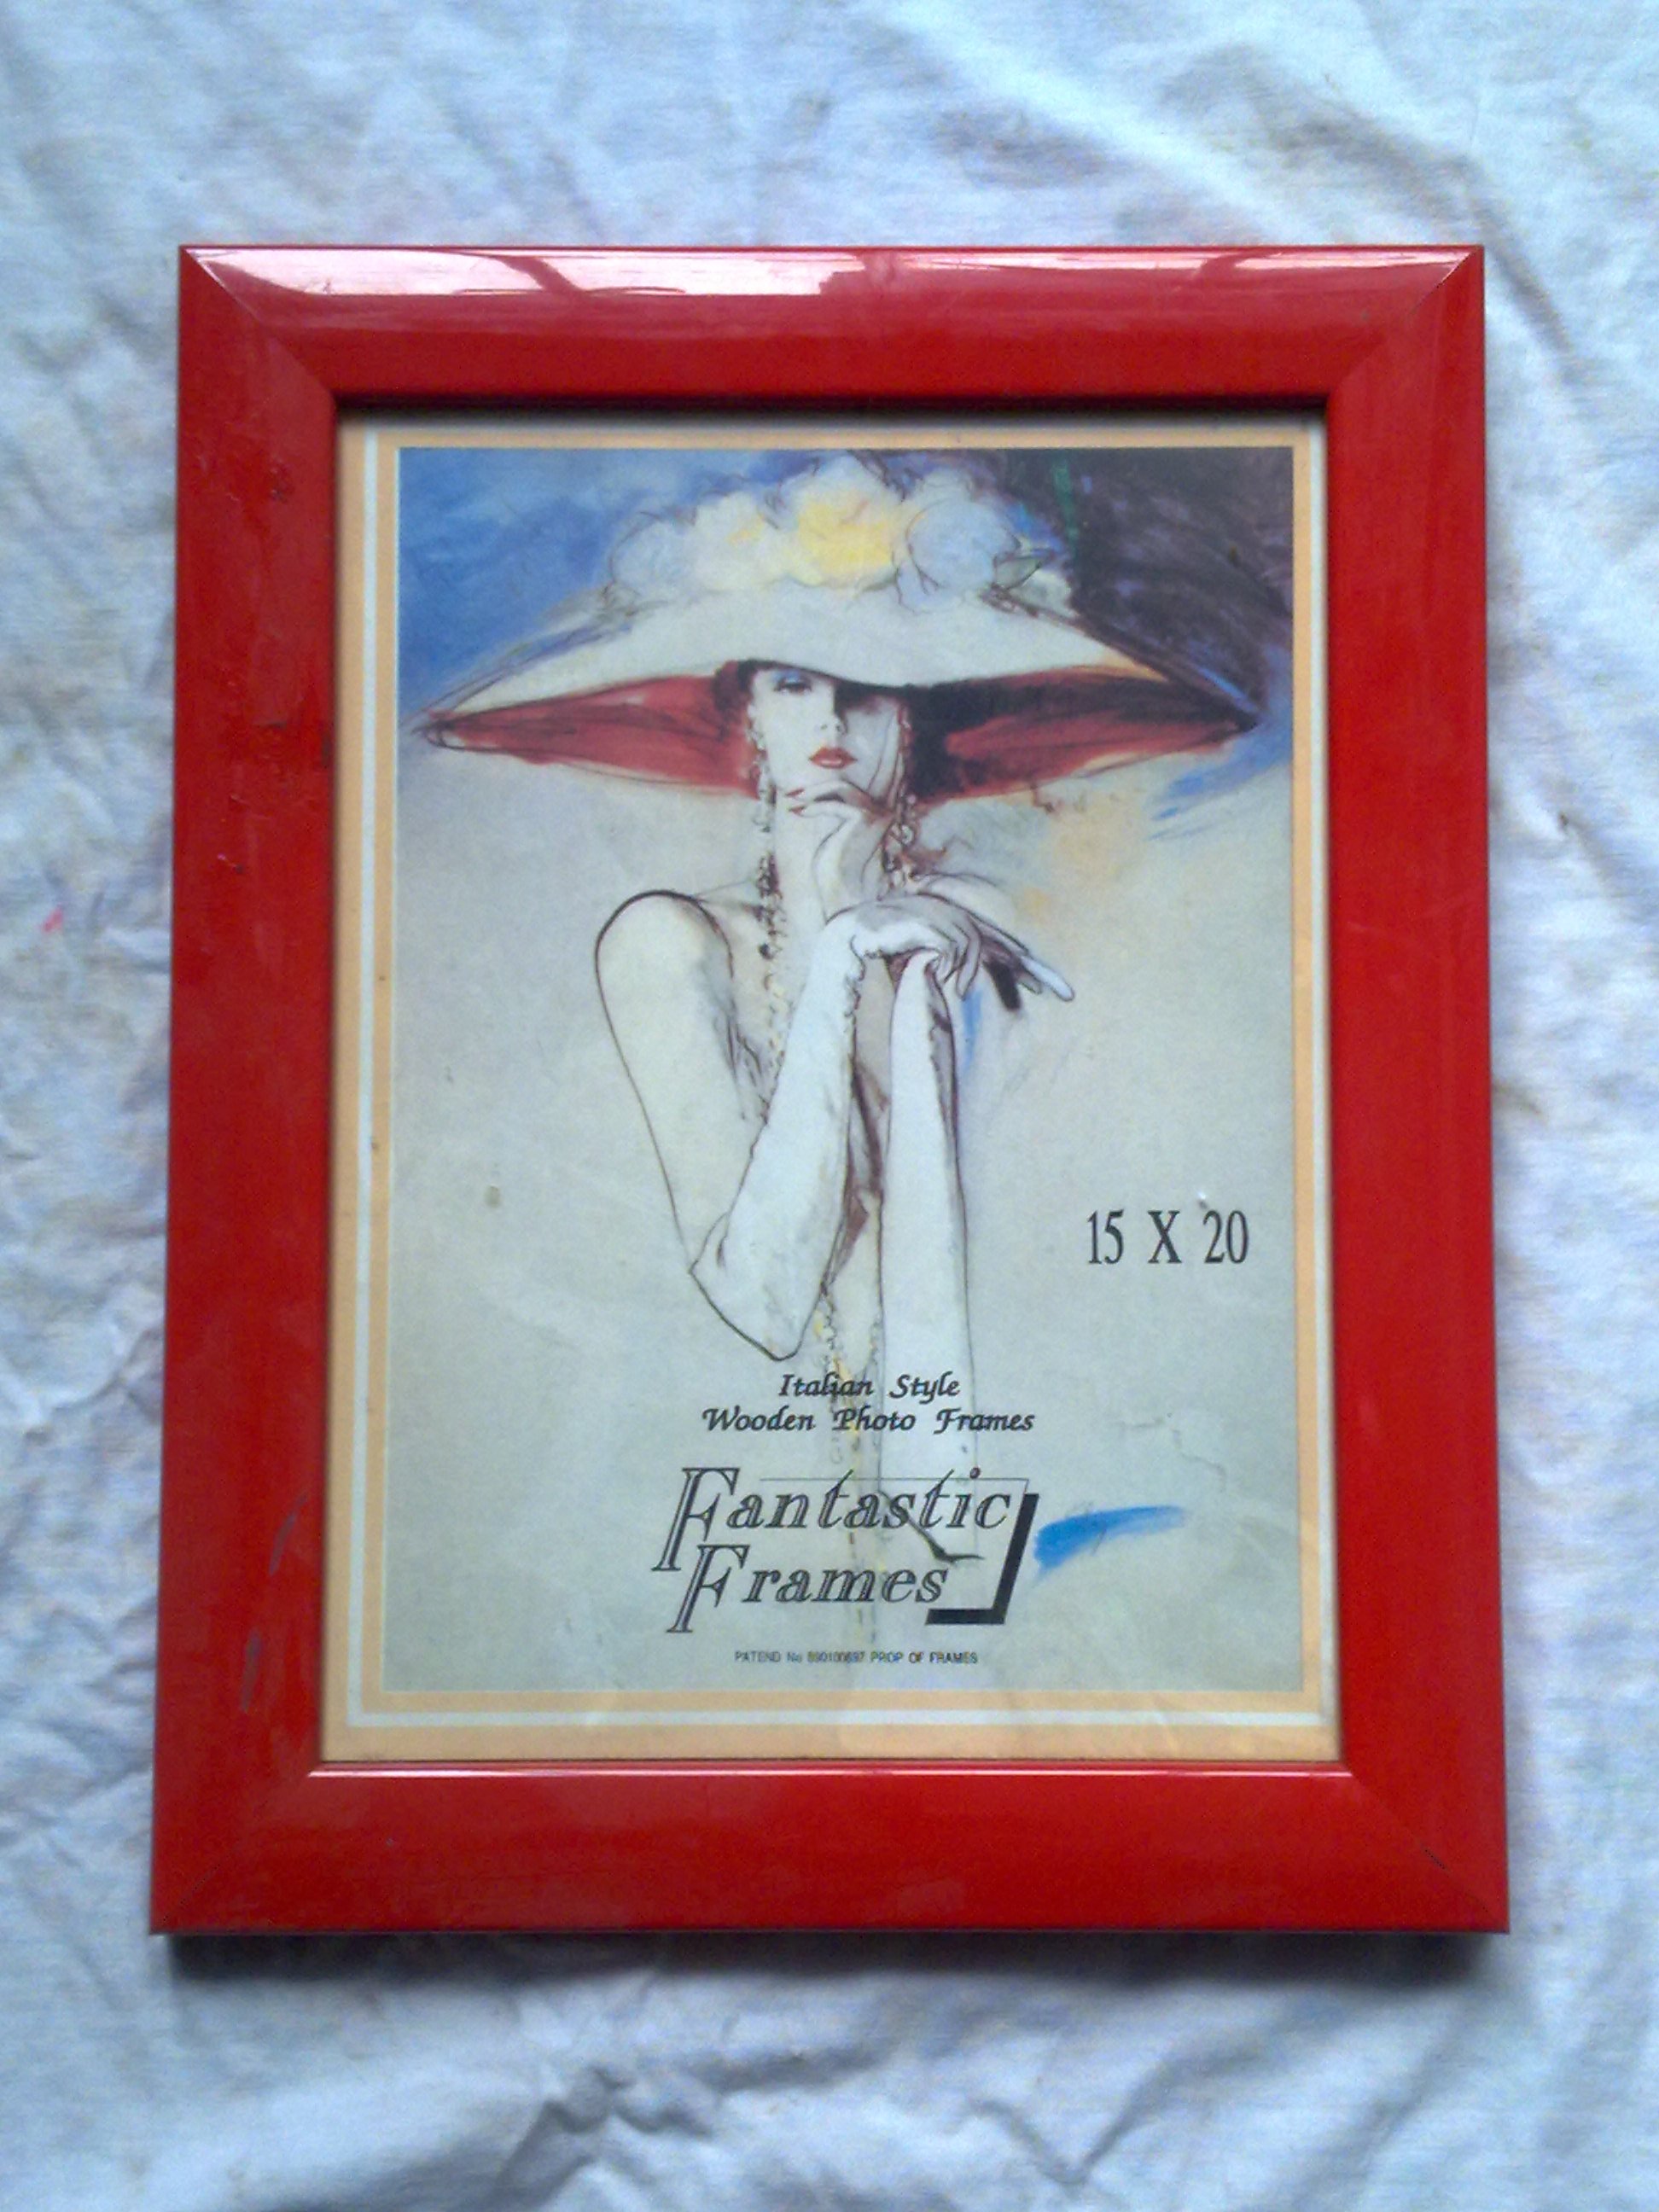 15 X 20
Italian Style
Wooden Photo Frames
Fantastic
Frames
PATEND No PROP OF FRAMES